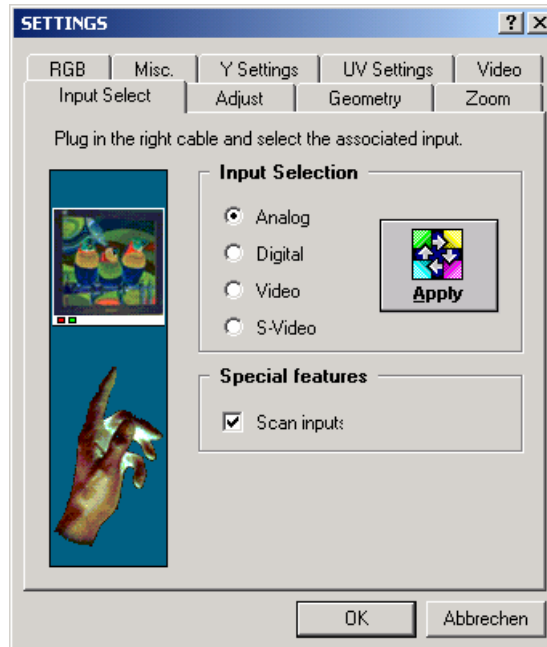 SETTINGS
RGB Misc. Y Settings UV Settings Video
Input Select Adjust Geometry Zoom
Plug in the right cable and select the associated input.
Input Selection
Analog
Digital
Video
S-Video
Apply
Special features
Scan inputs
OK Abbrechen